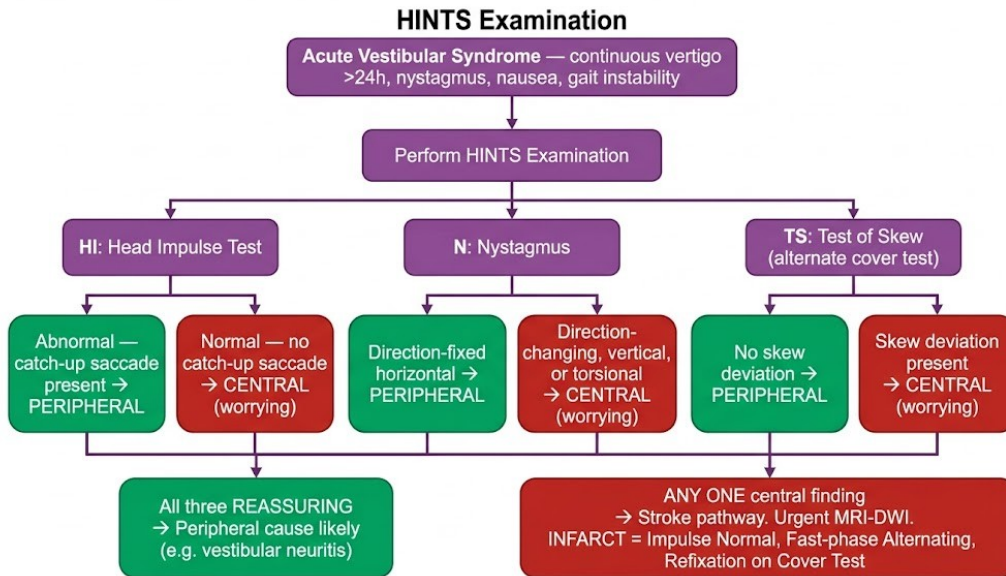 HINTS Examination
Acute Vestibular Syndrome — continuous vertigo
>24h, nystagmus, nausea, gait instability
Perform HINTS Examination
HI: Head Impulse Test
N: Nystagmus
TS: Test of Skew
(alternate cover test)
Abnormal —
catch-up saccade
present →
PERIPHERAL
Normal — no
catch-up saccade
→ CENTRAL
(worrying)
Direction-fixed
horizontal →
PERIPHERAL
Direction-
changing, vertical,
or torsional
→ CENTRAL
(worrying)
No skew
deviation →
PERIPHERAL
Skew deviation
present
→ CENTRAL
(worrying)
All three REASSURING
→ Peripheral cause likely
(e.g. vestibular neuritis)
ANY ONE central finding
→ Stroke pathway. Urgent MRI-DWI.
INFARCT = Impulse Normal, Fast-phase Alternating,
Refixation on Cover Test